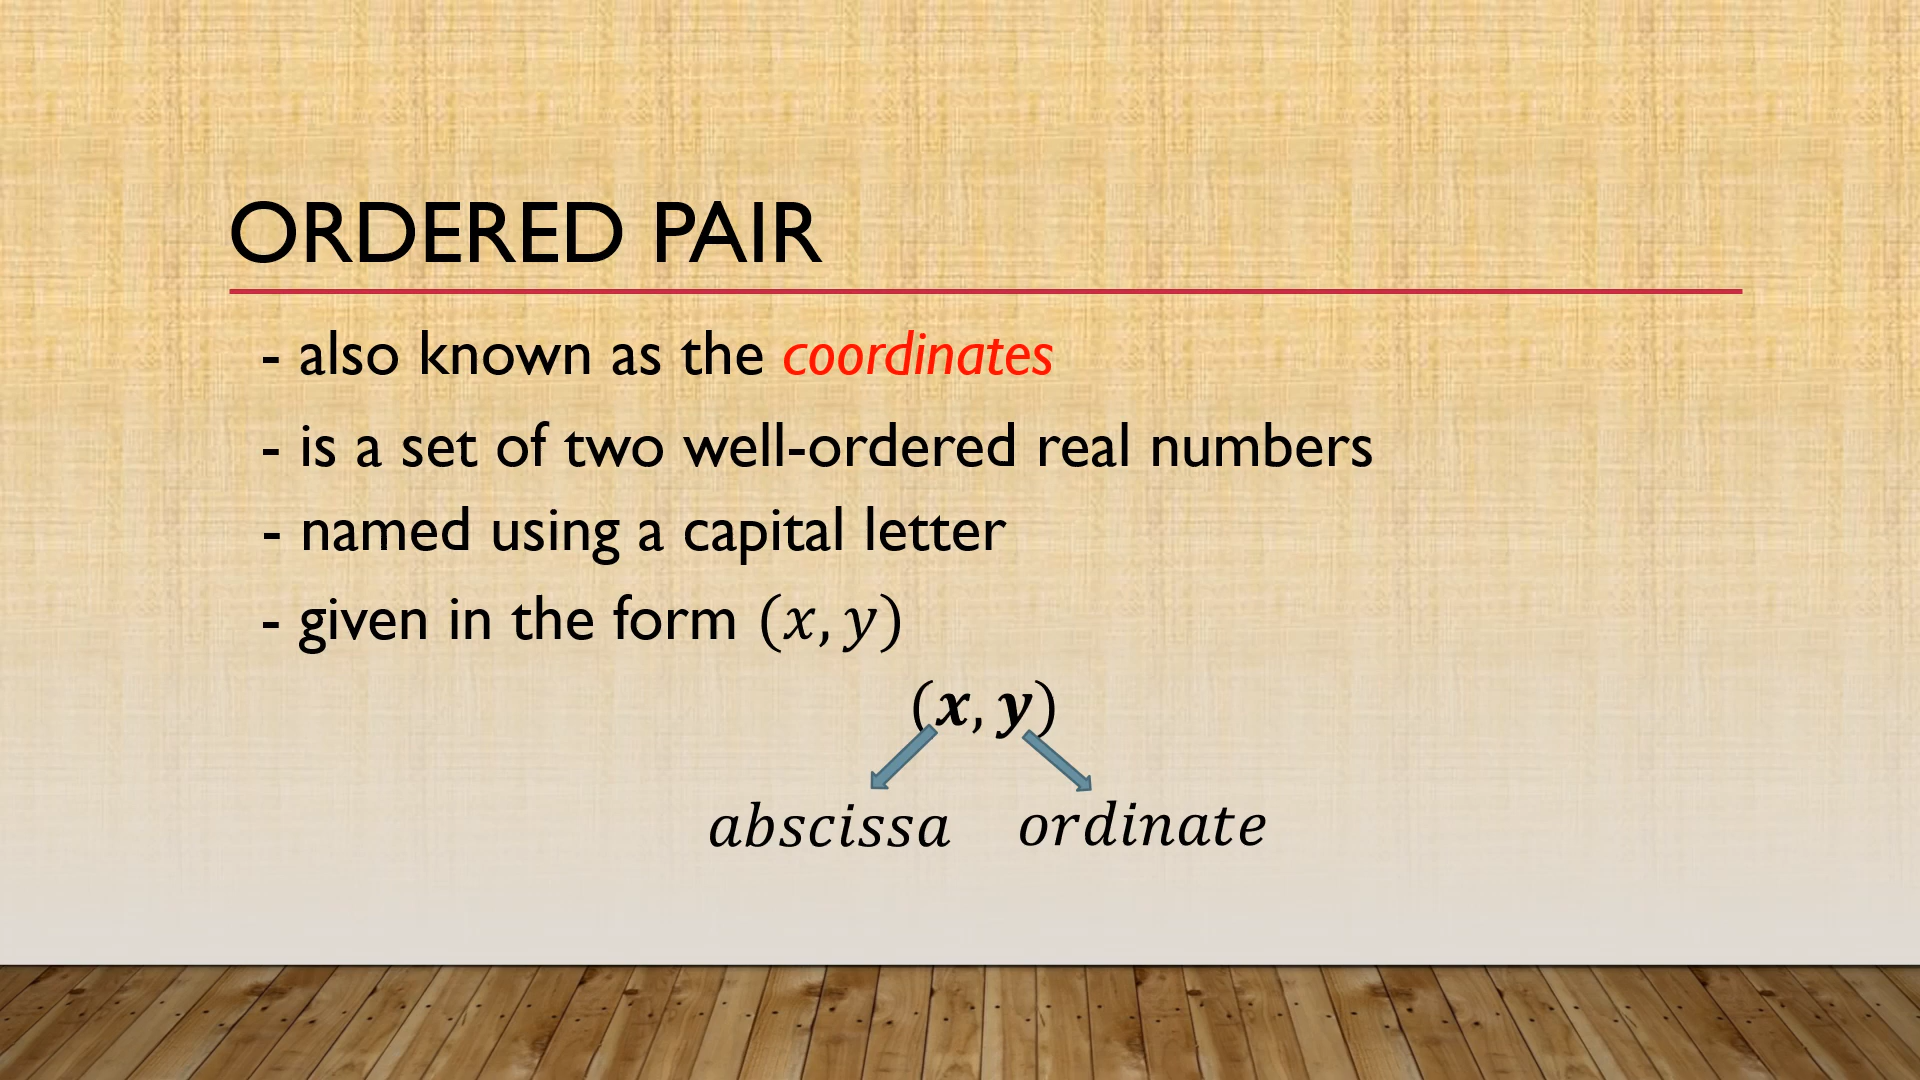 ORDERED PAIR
- also known as the coordinates
- is a set of two well-ordered real numbers
- named using a capital letter
- given in the form (x, y)
(x, y)
abscissa ordinate